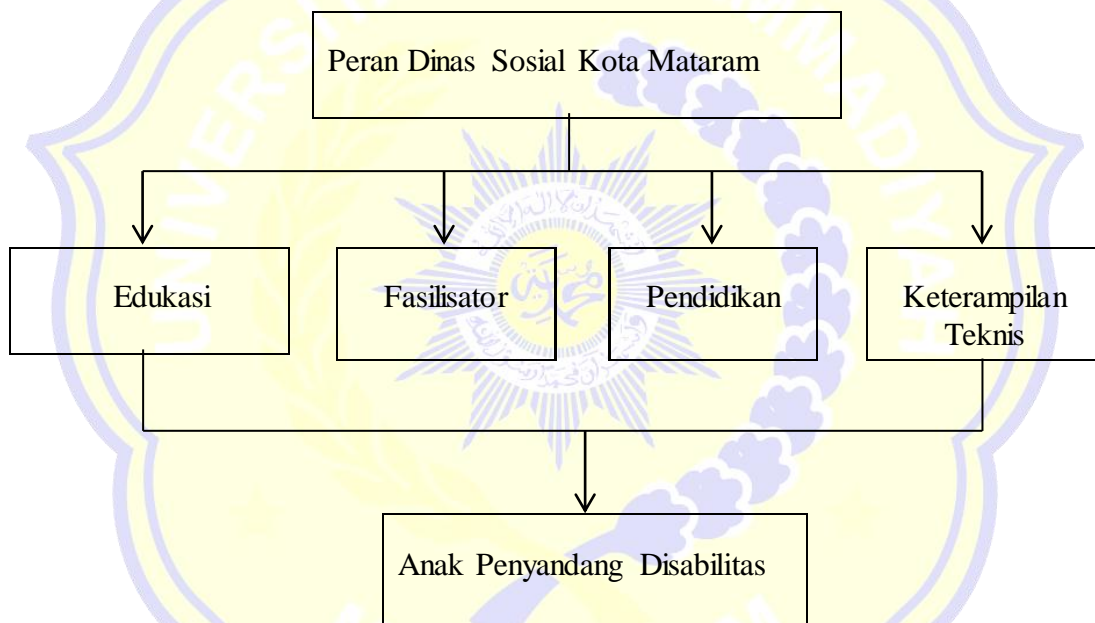 Peran Dinas Sosial Kota Mataram
Edukasi
Fasilisator
Pendidikan
Keterampilan
Teknis
Anak Penyandang Disabilitas